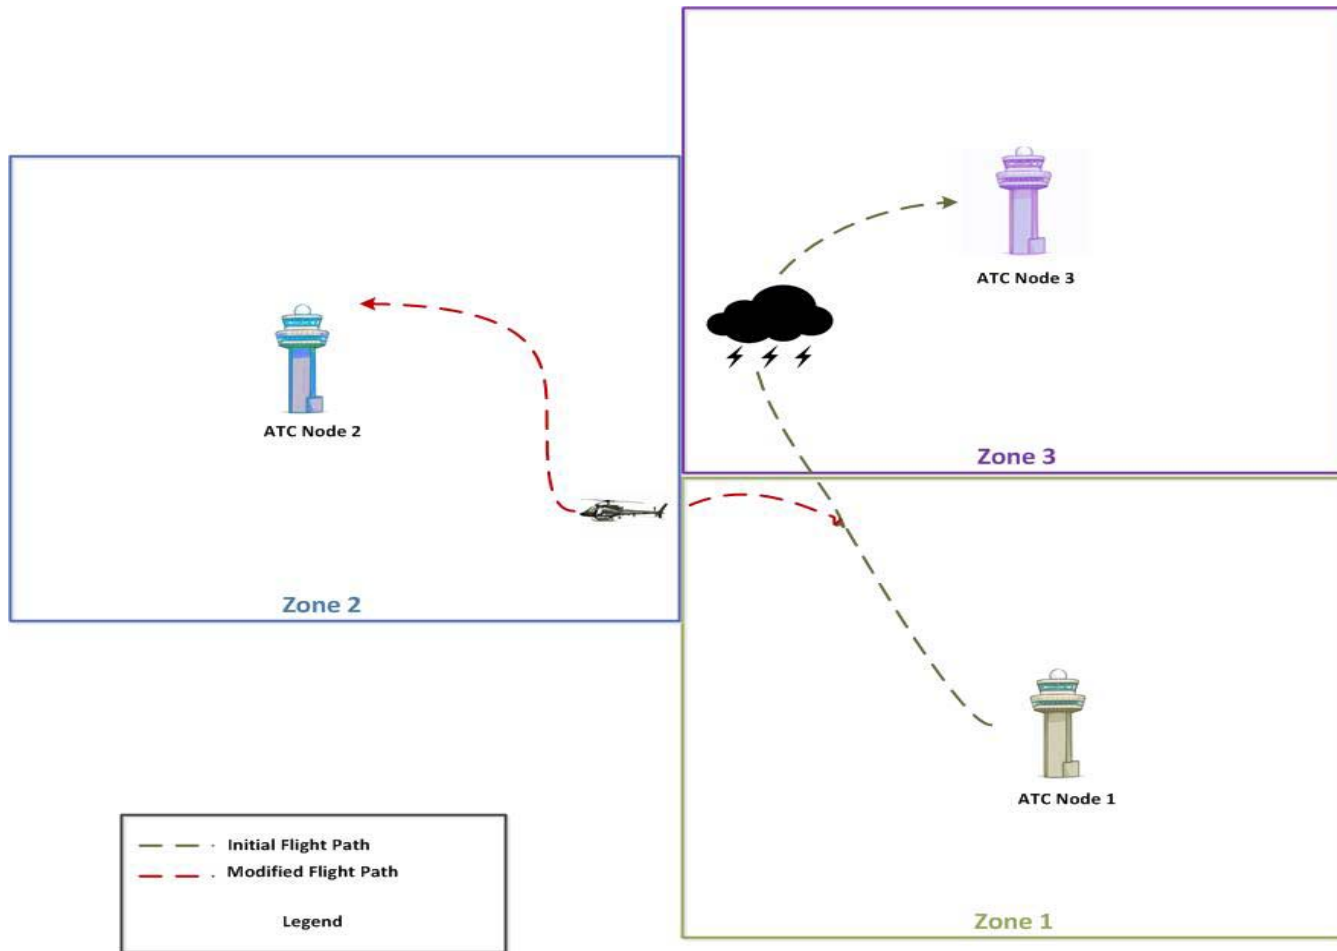 ATC Node 3
Zone 3
ATC Node 2
Zone 2
ATC Node 1
Zone 1
Initial Flight Path
Modified Flight Path
Legend